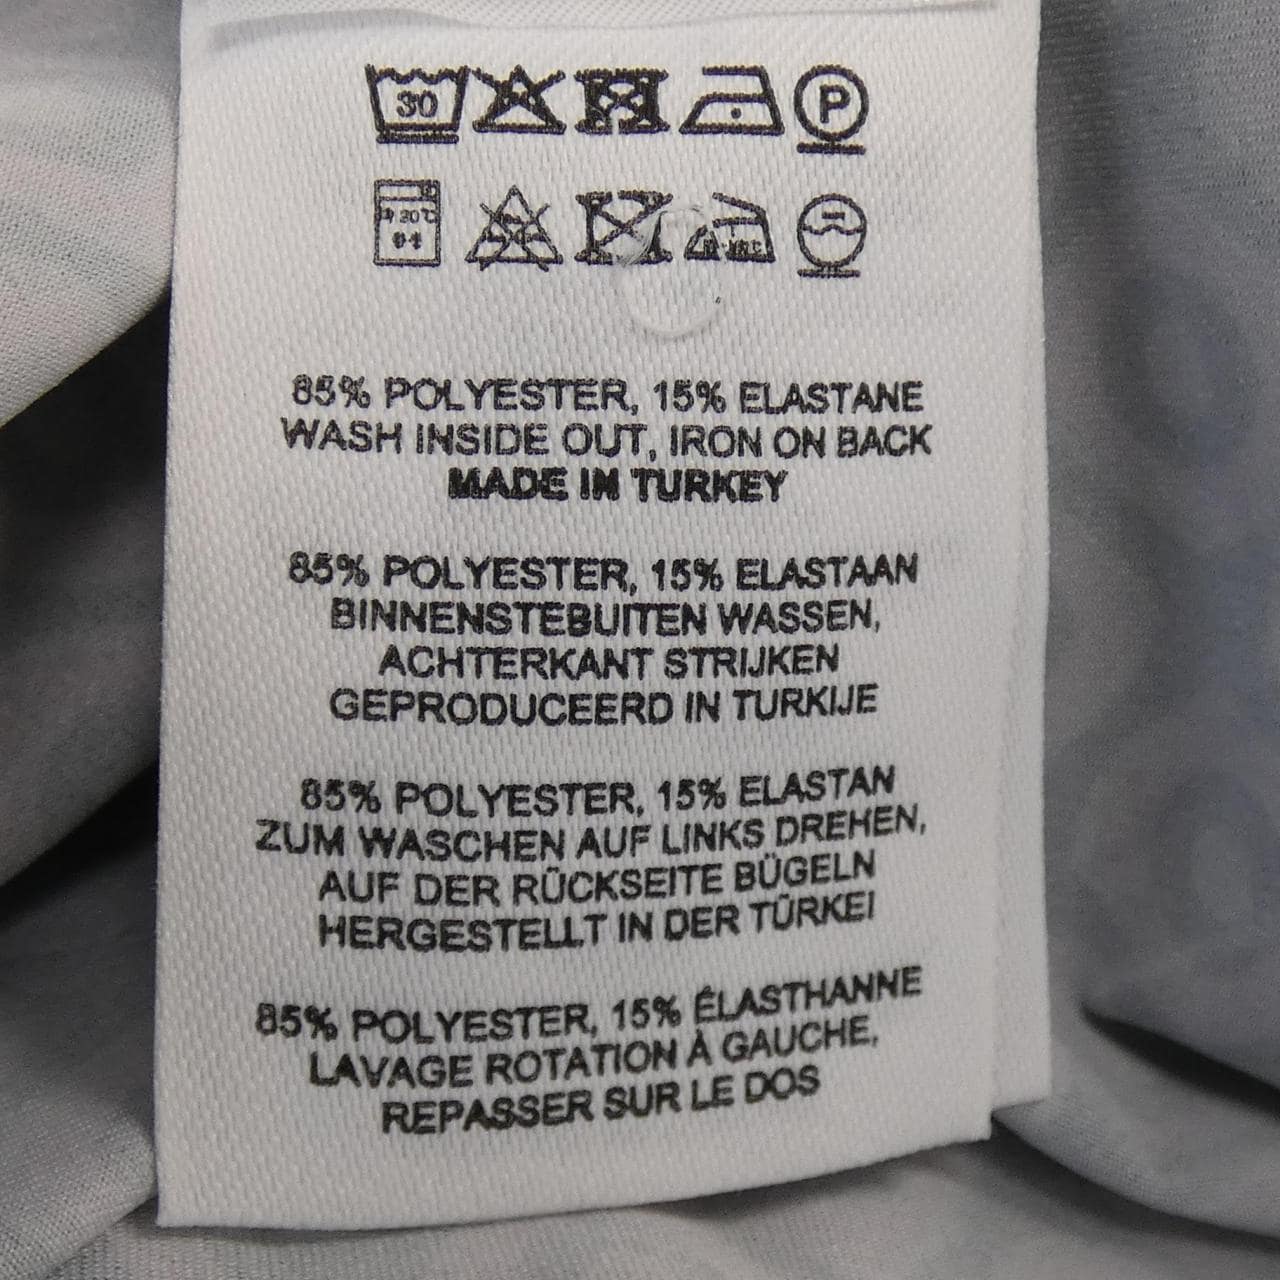 30
P
30℃
85% POLYESTER, 15% ELASTANE
WASH INSIDE OUT, IRON ON BACK
MADE IN TURKEY
85% POLYESTER, 15% ELASTAAN
BINNENSTEBUITEN WASSEN,
ACHTERKANT STRIJKEN
GEPRODUCEERD IN TURKIJE
85% POLYESTER, 15% ELASTAN
ZUM WASCHEN AUF LINKS DREHEN,
AUF DER RÜCKSEITE BÜGELN
HERGESTELLT IN DER TÜRKEI
85% POLYESTER, 15% ÉLASTHANNE
LAVAGE ROTATION À GAUCHE,
REPASSER SUR LE DOS